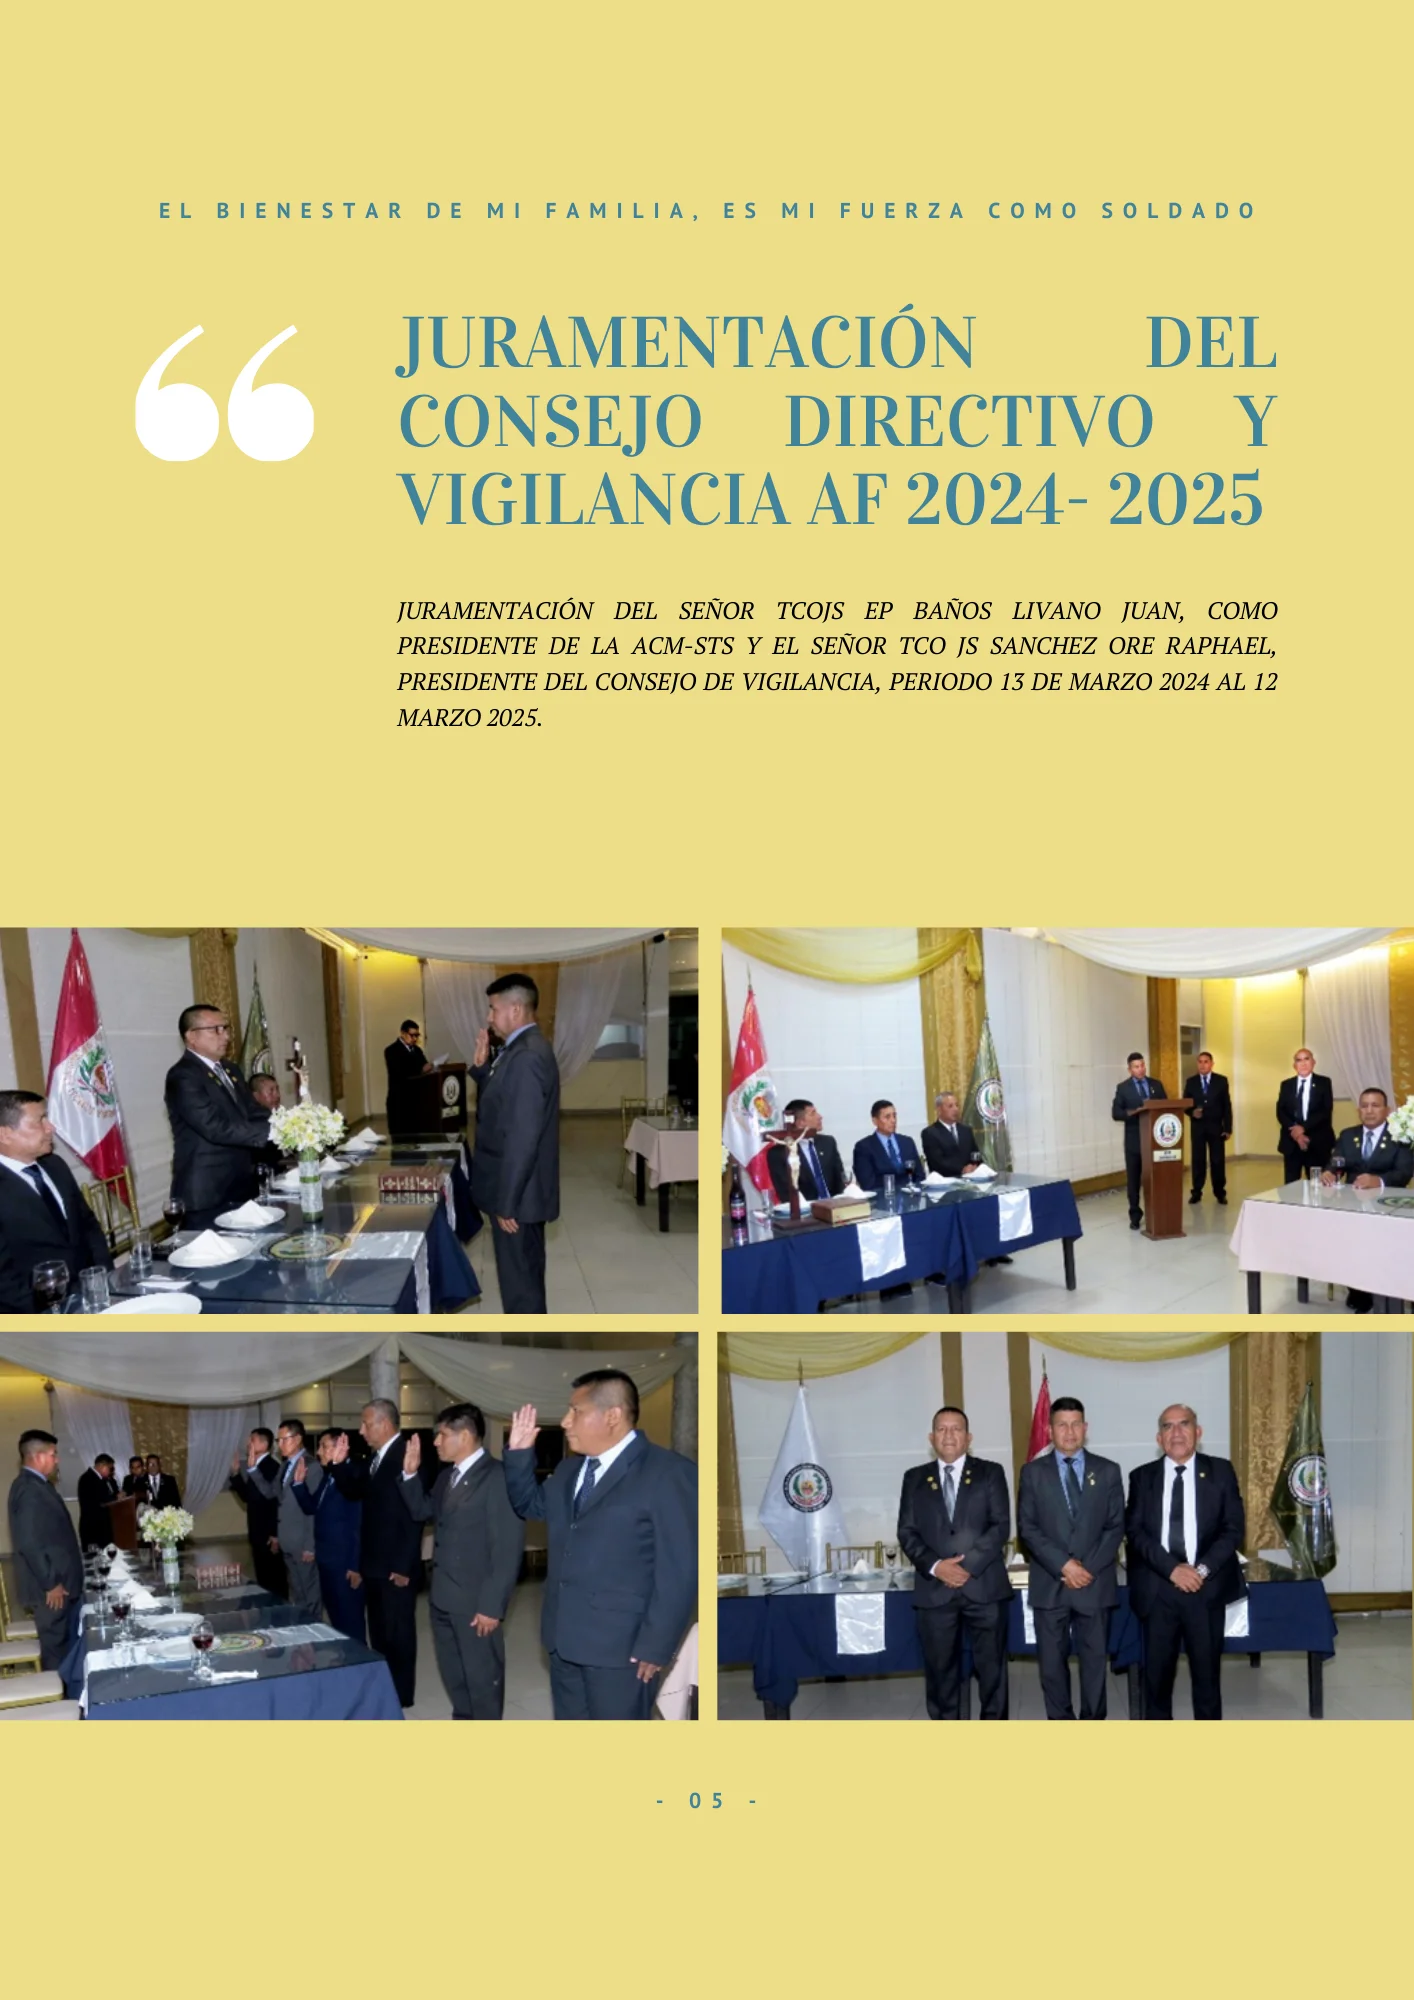 EL BIENESTAR DE MI FAMILIA, ES MI FUERZA COMO SOLDADO
JURAMENTACIÓN DEL
CONSEJO DIRECTIVO Y
VIGILANCIA AF 2024- 2025
JURAMENTACIÓN DEL SEÑOR TCOJS EP BAÑOS LIVANO JUAN, COMO
PRESIDENTE DE LA ACM-STS Y EL SEÑOR TCO JS SANCHEZ ORE RAPHAEL,
PRESIDENTE DEL CONSEJO DE VIGILANCIA, PERIODO 13 DE MARZO 2024 AL 12
MARZO 2025.
- 05 -